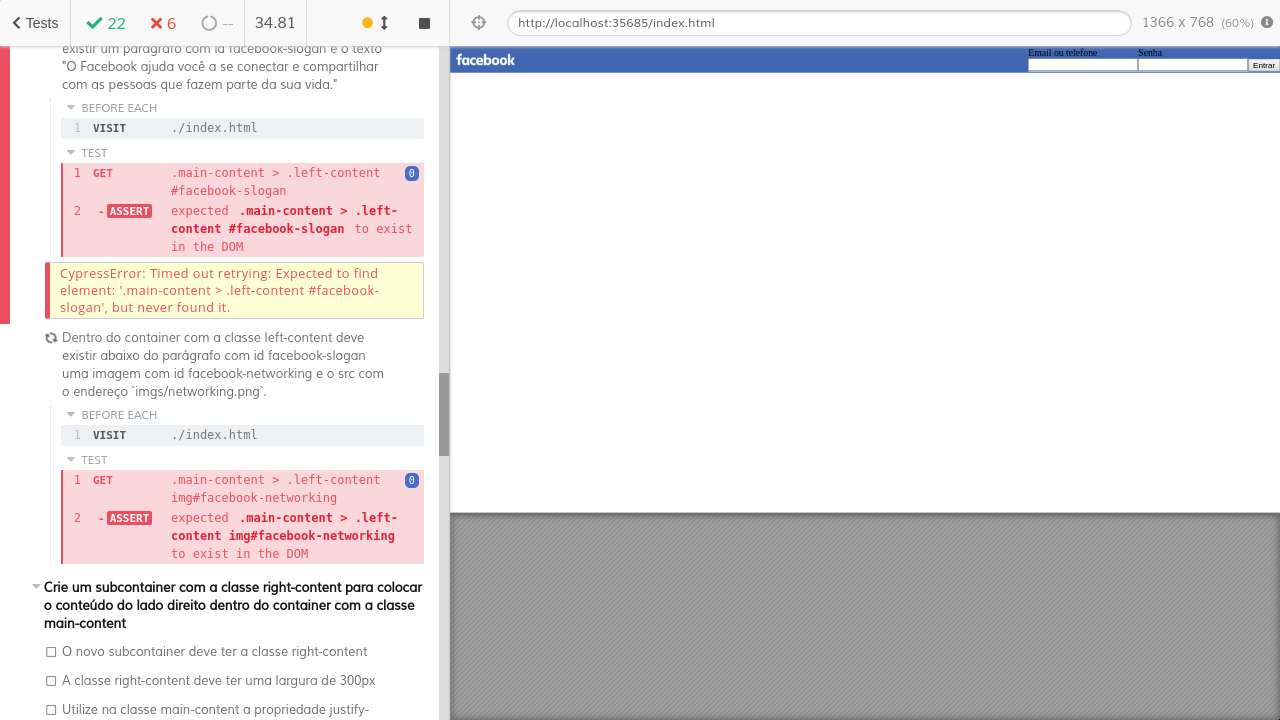 Tests
22
6
--
34.81
http://localhost:35685/index.html
1366 x 768 (60%)
existir um parágrafo com id facebook-slogan e o texto
"O Facebook ajuda você a se conectar e compartilhar
com as pessoas que fazem parte da sua vida."
BEFORE EACH
1 VISIT ./index.html
TEST
1 GET .main-content > .left-content 0
#facebook-slogan
2 -ASSERT expected .main-content > .left-
content #facebook-slogan to exist
in the DOM
CypressError: Timed out retrying: Expected to find
element: '.main-content > .left-content #facebook-
slogan', but never found it.
Dentro do container com a classe left-content deve
existir abaixo do parágrafo com id facebook-slogan
uma imagem com id facebook-networking e o src com
o endereço `imgs/networking.png`.
BEFORE EACH
1 VISIT ./index.html
TEST
1 GET .main-content > .left-content 0
img#facebook-networking
2 -ASSERT expected .main-content > .left-
content img#facebook-networking
to exist in the DOM
Crie um subcontainer com a classe right-content para colocar
o conteúdo do lado direito dentro do container com a classe
main-content
O novo subcontainer deve ter a classe right-content
A classe right-content deve ter uma largura de 300px
Utilize na classe main-content a propriedade justify-
facebook
Email ou telefone
Senha
Entrar